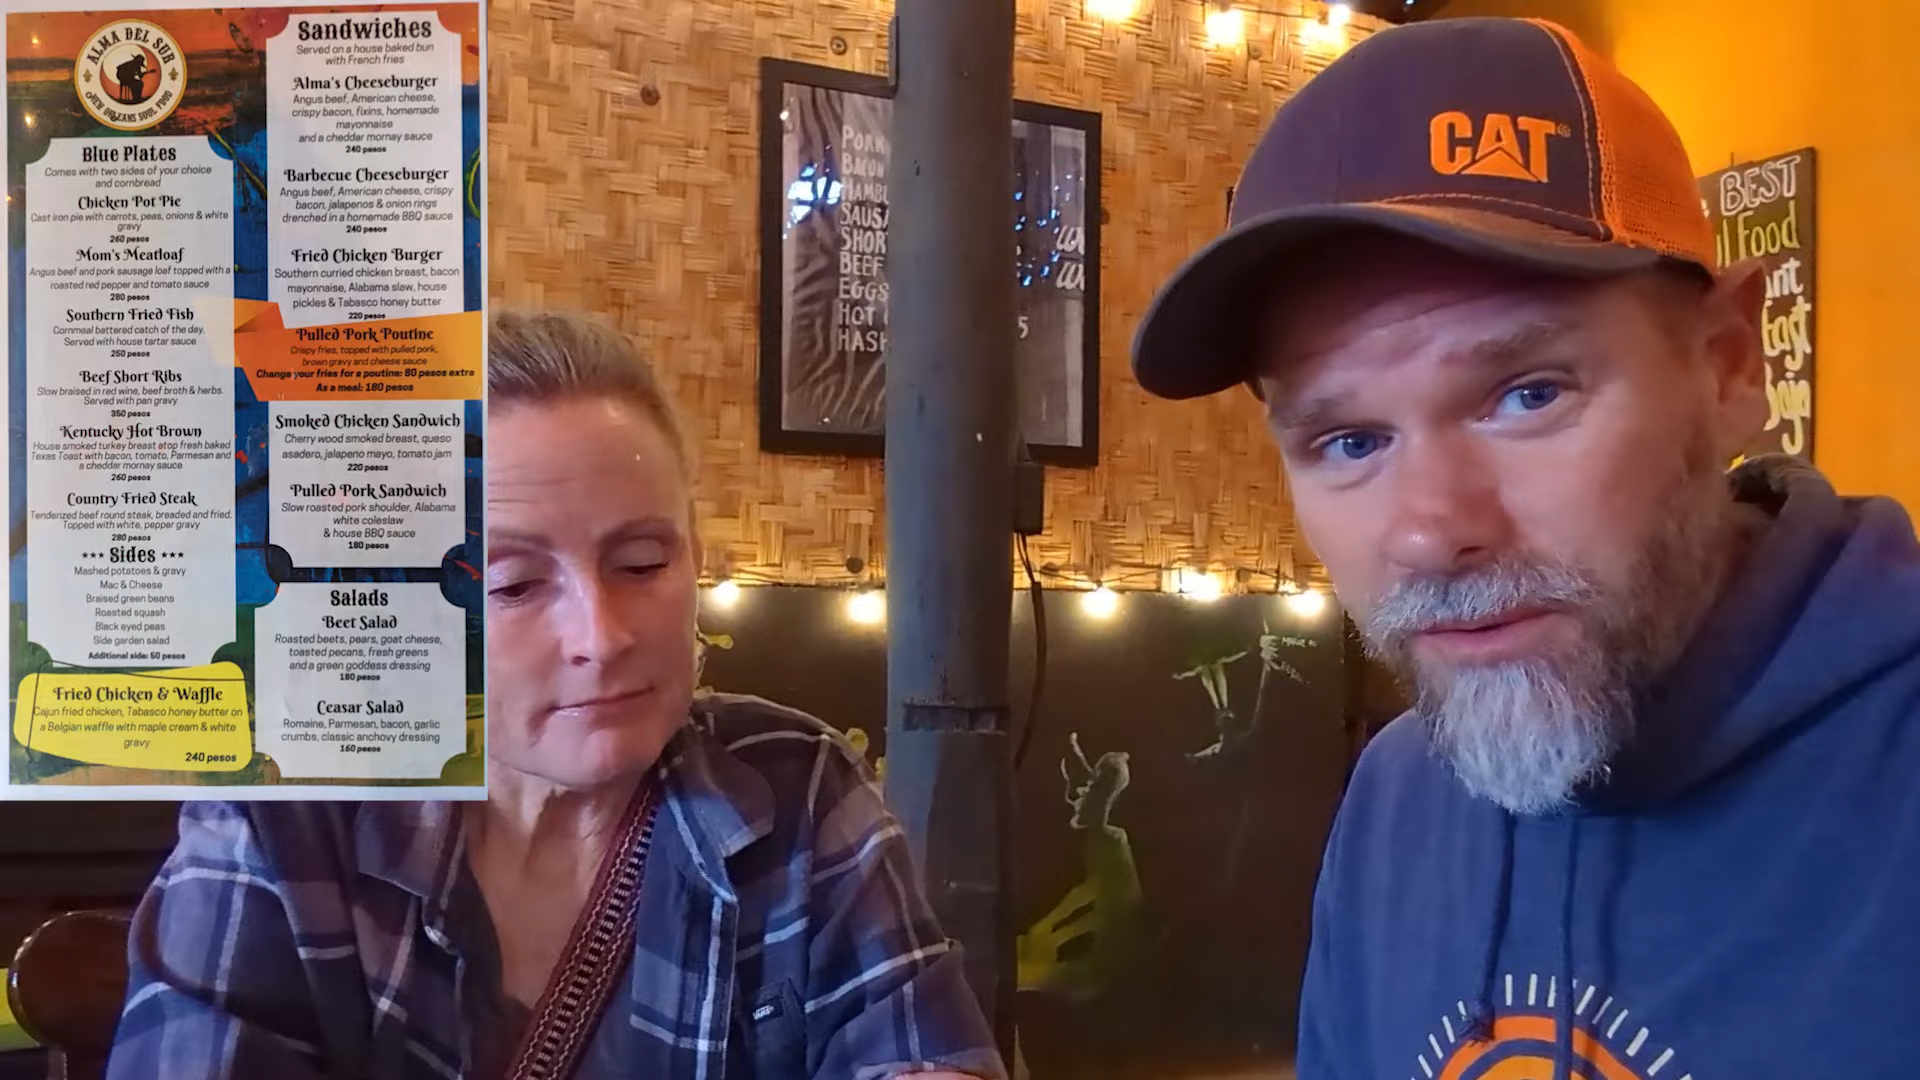 ALMA DEL SUR
NEW ORLEANS SOUL FOOD
Blue Plates
Comes with two sides of your choice
and cornbread
Chicken Pot Pie
Cast iron pie with carrots, peas, onions & white
gravy
260 pesos
Mom's Meatloaf
Angus beef and pork sausage loaf topped with a
roasted red pepper and tomato sauce
280 pesos
Southern Fried Fish
Cornmeal battered catch of the day.
Served with house tartar sauce
250 pesos
Beef Short Ribs
Slow braised in red wine, beef broth & herbs.
Served with pan gravy
350 pesos
Kentucky Hot Brown
House smoked turkey breast atop fresh baked
Texas Toast with bacon, tomato, Parmesan and
a cheddar mornay sauce
260 pesos
Country Fried Steak
Tenderized beef round steak, breaded and fried.
Topped with white, pepper gravy
280 pesos
*** Sides ***
Mashed potatoes & gravy
Mac & Cheese
Braised green beans
Roasted squash
Black eyed peas
Side garden salad
Additional side: 50 pesos
Fried Chicken & Waffle
Cajun fried chicken, Tabasco honey butter on
a Belgian waffle with maple cream & white
gravy
240 pesos
Sandwiches
Served on a house baked bun
with French fries
Alma's Cheeseburger
Angus beef, American cheese,
crispy bacon, fixins, homemade
mayonnaise
and a cheddar mornay sauce
240 pesos
Barbecue Cheeseburger
Angus beef, American cheese, crispy
bacon, jalapenos & onion rings
drenched in a homemade BBQ sauce
240 pesos
Fried Chicken Burger
Southern curried chicken breast, bacon
mayonnaise, Alabama slaw, house
pickles & Tabasco honey butter
220 pesos
Pulled Pork Poutine
Crispy fries, topped with pulled pork,
brown gravy and cheese sauce
Change your fries for a poutine: 80 pesos extra
As a meal: 180 pesos
Smoked Chicken Sandwich
Cherry wood smoked breast, queso
asadero, jalapeno mayo, tomato jam
220 pesos
Pulled Pork Sandwich
Slow roasted pork shoulder, Alabama
white coleslaw
& house BBQ sauce
180 pesos
Salads
Beet Salad
Roasted beets, pears, goat cheese,
toasted pecans, fresh greens
and a green goddess dressing
180 pesos
Ceasar Salad
Romaine, Parmesan, bacon, garlic
crumbs, classic anchovy dressing
160 pesos
PORK
BACON
HAMBU
SAUSA
SHOR
BEEF
EGGS
HOT
HASH
5
CAT®
BEST
Food
VANS